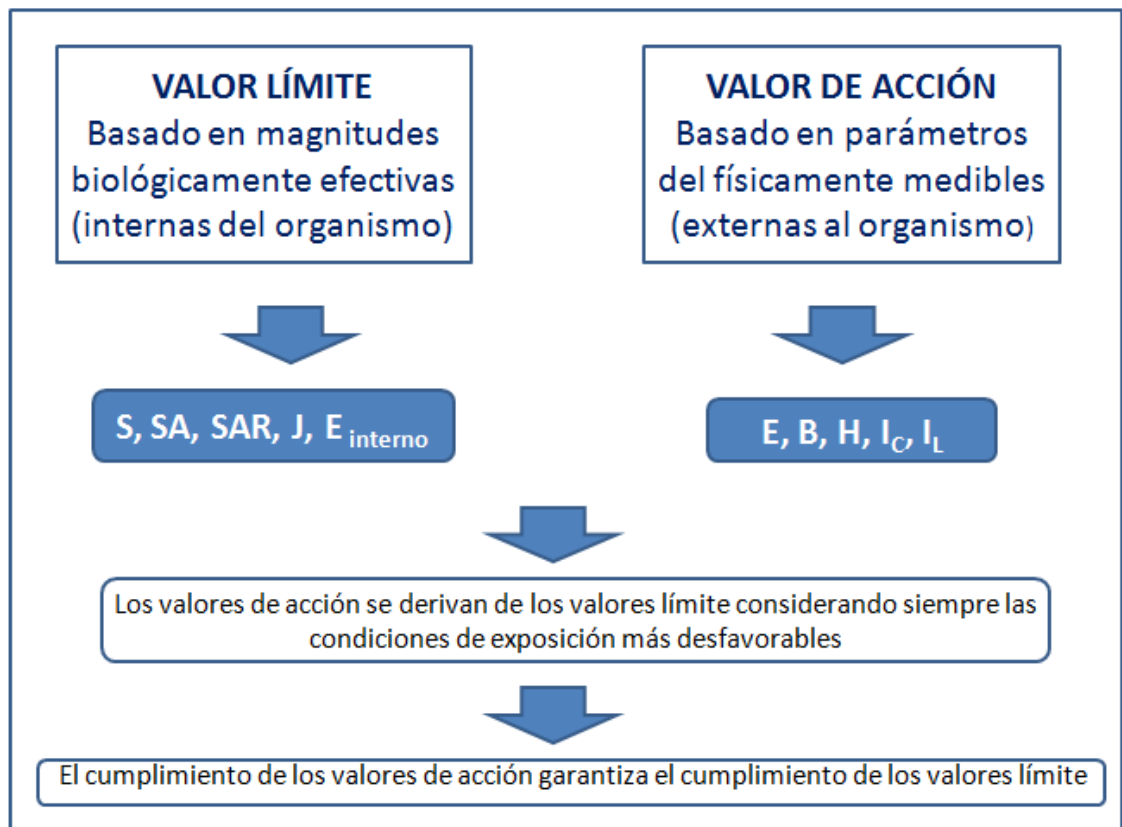 VALOR LÍMITE
Basado en magnitudes
biológicamente efectivas
(internas del organismo)
VALOR DE ACCIÓN
Basado en parámetros
del físicamente medibles
(externas al organismo)
S, SA, SAR, J, E interno
E, B, H, IC, IL
Los valores de acción se derivan de los valores límite considerando siempre las
condiciones de exposición más desfavorables
El cumplimiento de los valores de acción garantiza el cumplimiento de los valores límite